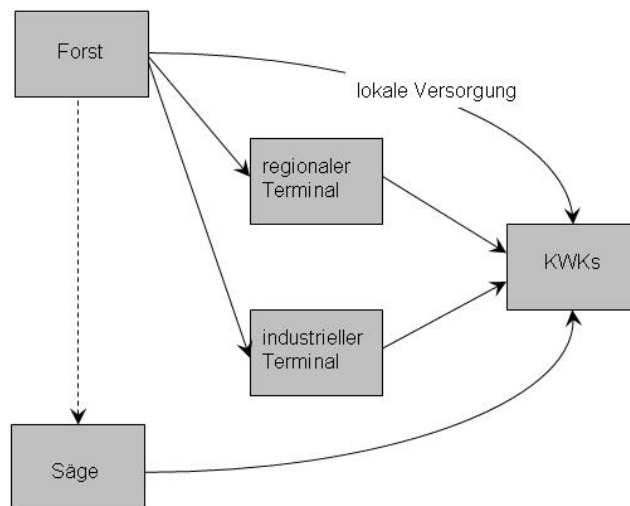 Forst
lokale Versorgung
regionaler
Terminal
KWKs
industrieller
Terminal
Säge